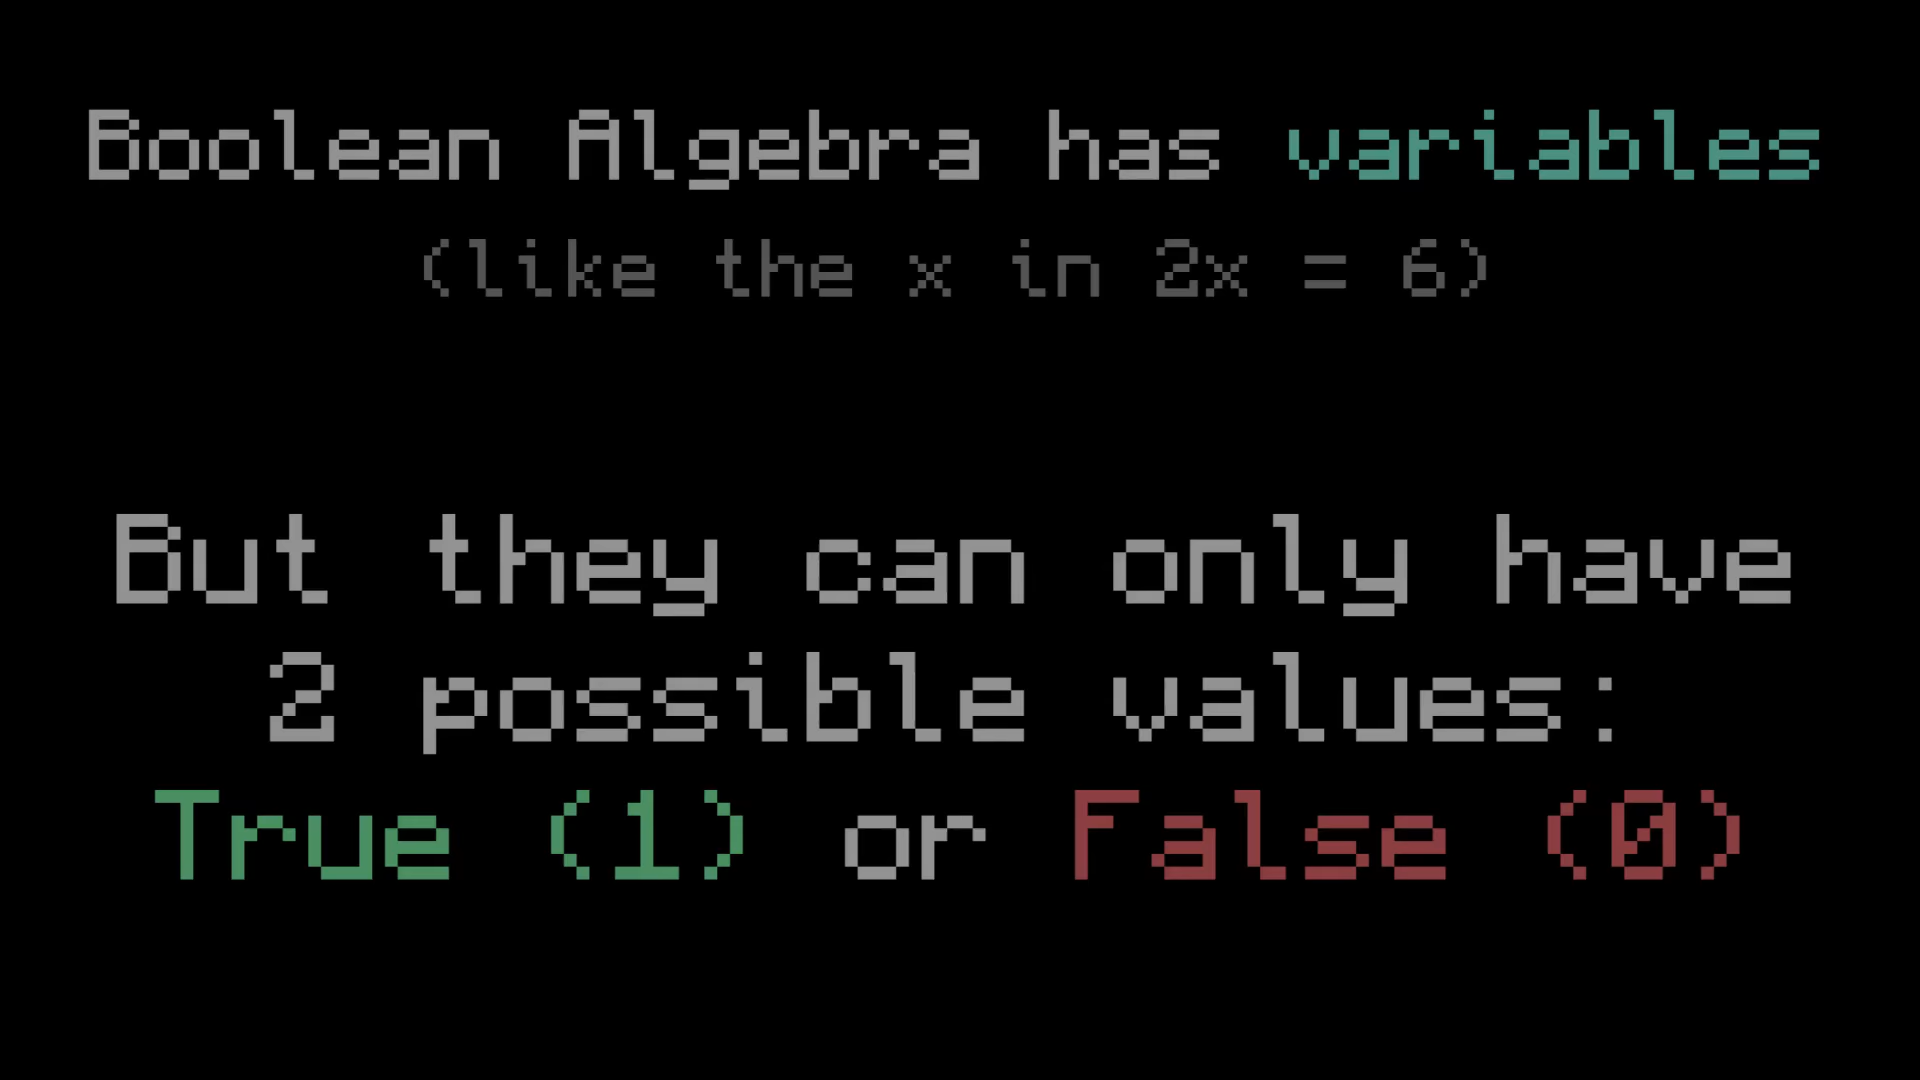 Boolean Algebra has variables
(like the x in 2x = 6)
But they can only have
2 possible values:
True (1) or False (0)